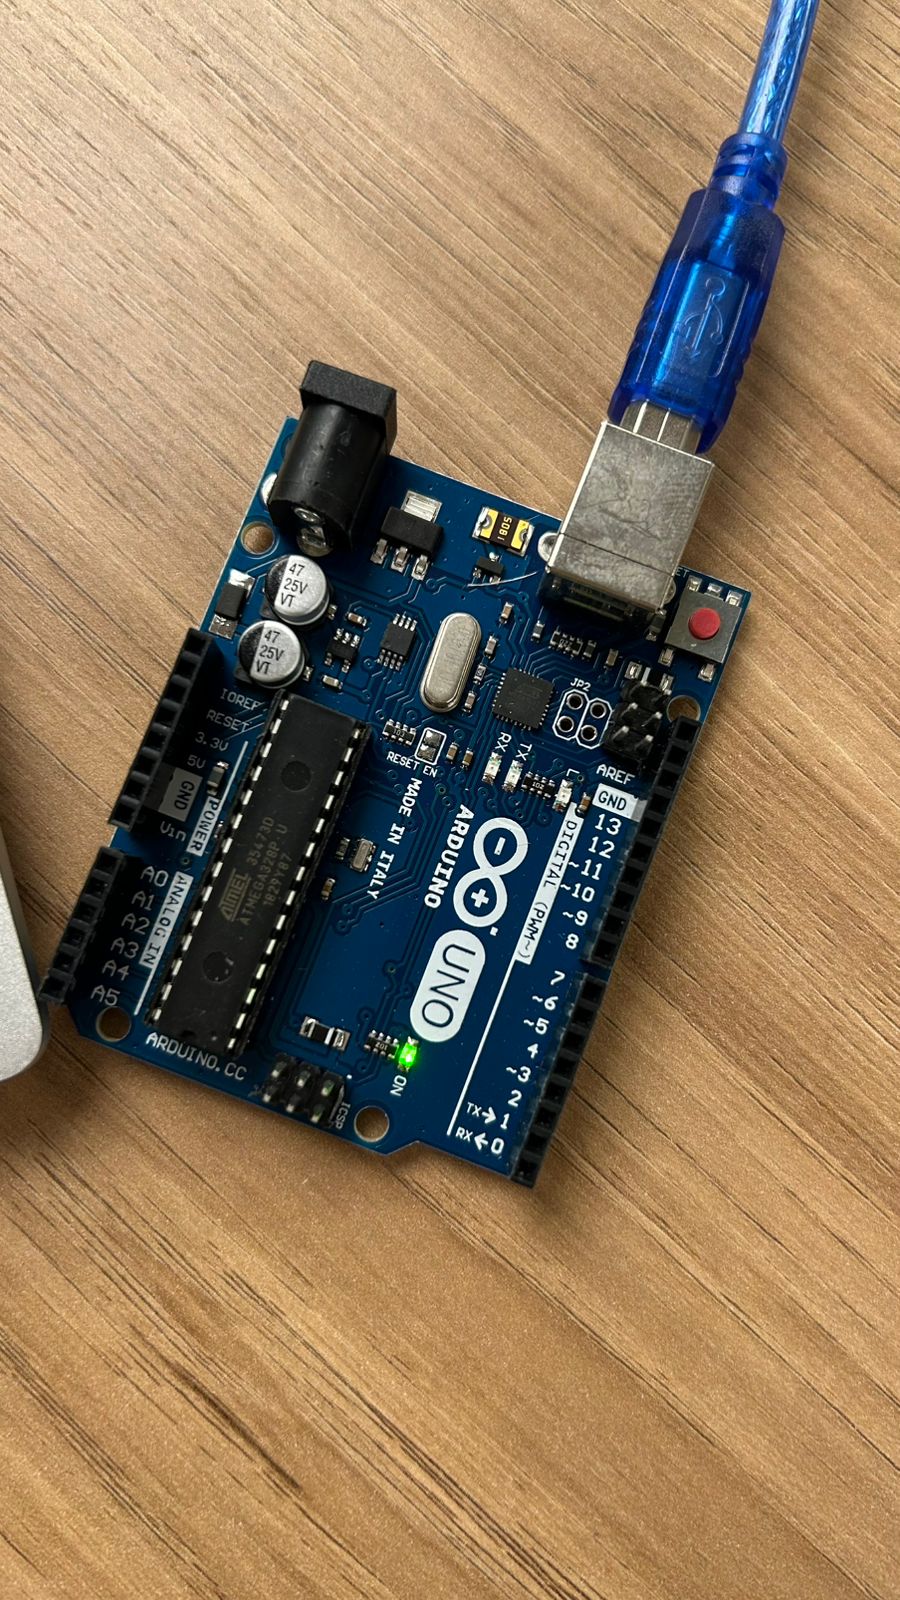 1805
47
25V
VT
47
25V
VT
IOREF
RESET
3.3V
5V
GND
Vin
POWER
A0
A1
A2
A3
A4
A5
ANALOG IN
ATMEL
35473D
ATMEGA328P U
ARDUINO.CC
RESET EN
MADE IN ITALY
JP2
RX
TX
L
ARDUINO
UNO
AREF
GND
13
12
~11
~10
~9
8
7
~6
~5
4
~3
2
TX→1
RX←0
DIGITAL (PWM~)
ON
ICSP